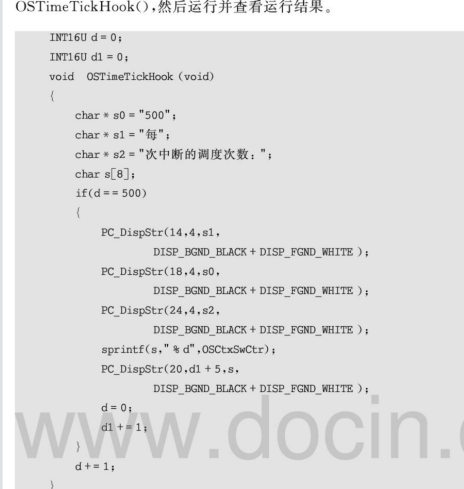 OSTimeTickHook(),然后运行并查看运行结果。
INT16U d = 0;
INT16U d1 = 0;
void OSTimeTickHook (void)
{
char * s0 = "500";
char * s1 = "每";
char * s2 = "次中断的调度次数：";
char s[8];
if(d == 500)
{
PC_DispStr(14,4,s1,
DISP_BGND_BLACK + DISP_FGND_WHITE );
PC_DispStr(18,4,s0,
DISP_BGND_BLACK + DISP_FGND_WHITE );
PC_DispStr(24,4,s2,
DISP_BGND_BLACK + DISP_FGND_WHITE );
sprintf(s," % d",OSCtxSwCtr);
PC_DispStr(20,d1 + 5,s,
DISP_BGND_BLACK + DISP_FGND_WHITE );
d = 0;
d1 += 1;
}
d += 1;
}
www.docin.